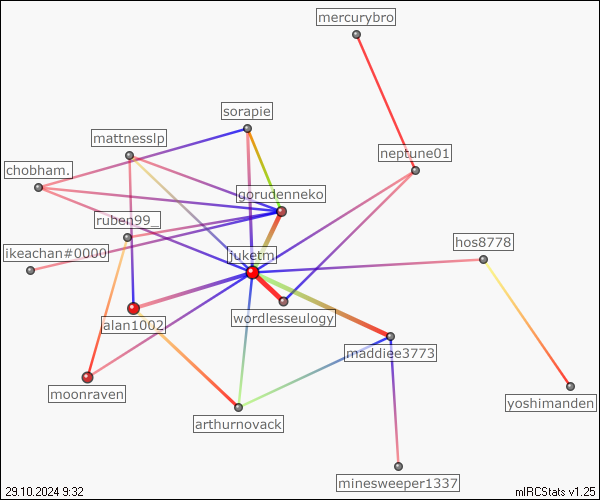 mercurybro
sorapie
mattnesslp
neptune01
chobham.
gorudenneko
ruben99_
hos8778
ikeachan#0000
juketm
wordlesseulogy
alan1002
maddiee3773
moonraven
yoshimanden
arthurnovack
minesweeper1337
29.10.2024 9:32
mIRCStats v1.25